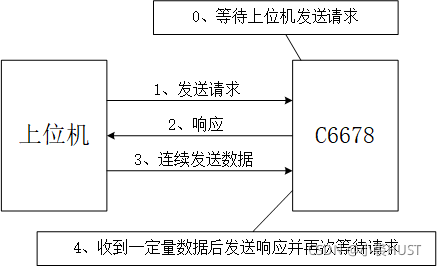 0、等待上位机发送请求
上位机
1、发送请求
2、响应
3、连续发送数据
C6678
4、收到一定量数据后发送响应并再次等待请求